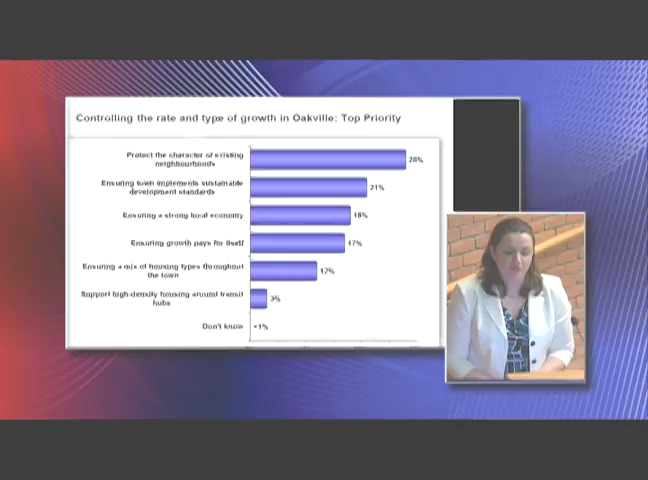 Controlling the rate and type of growth in Oakville: Top Priority
Protect the character of existing
neighbourhoods
28%
Ensuring town implements sustainable
development standards
21%
Ensuring a strong local economy
18%
Ensuring growth pays for itself
17%
Ensuring a mix of housing types throughout
the town
12%
Support high-density housing around transit
hubs
3%
Don't know
<1%